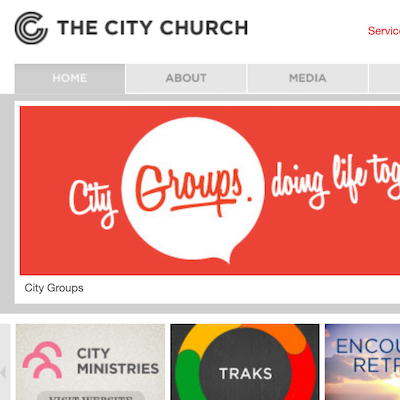 THE CITY CHURCH
Servic
HOME ABOUT MEDIA
City Groups. doing life tog
City Groups
CITY
MINISTRIES
VISIT WEBSITE
TRAKS
ENCOU
RETR